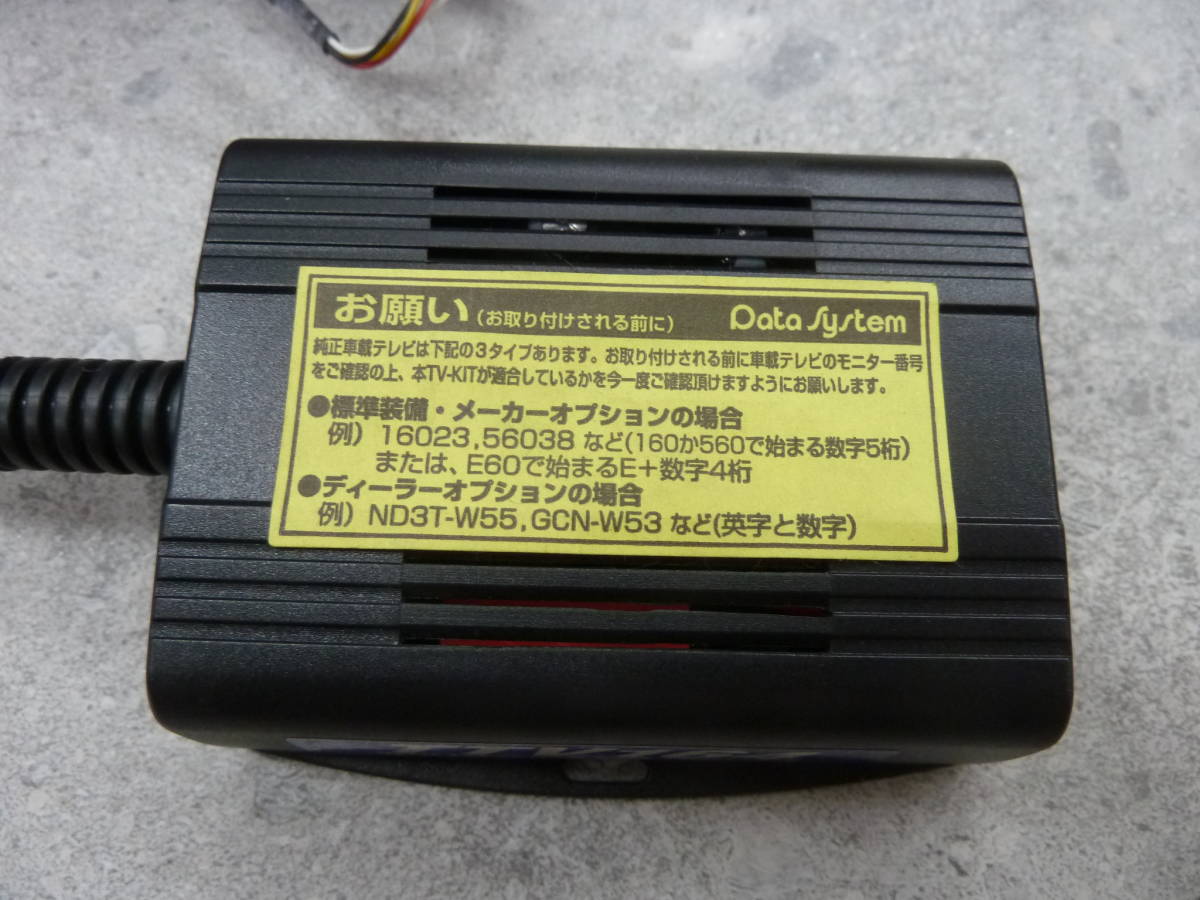 お願い(お取り付けされる前に) Data System
純正車載テレビは下記の3タイプあります。お取り付けされる前に車載テレビのモニター番号
をご確認の上、本TV-KITが適合しているかを今一度ご確認頂けますようにお願いします。
●標準装備・メーカーオプションの場合
例) 16023,56038 など(160か560で始まる数字5桁)
または、E60で始まるE+数字4桁
●ディーラーオプションの場合
例) ND3T-W55,GCN-W53 など(英字と数字)